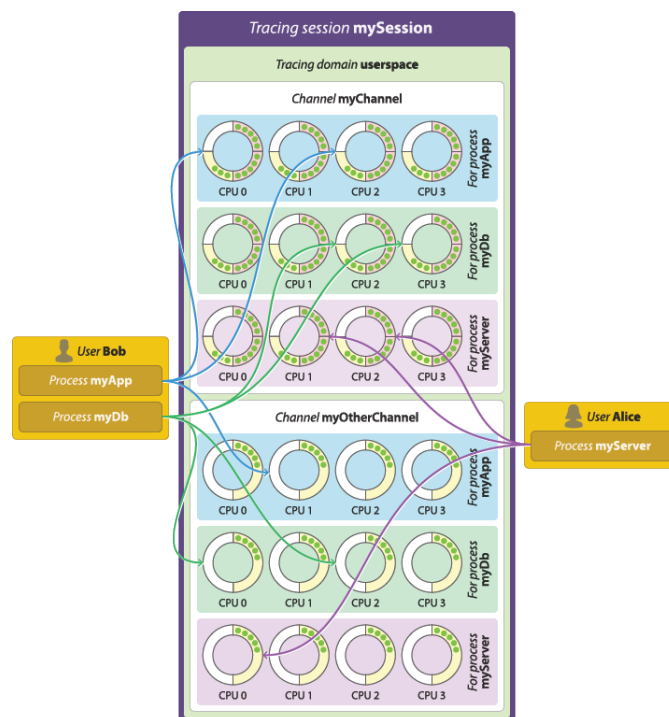 Tracing session mySession
Tracing domain userspace
Channel myChannel
CPU 0 CPU 1 CPU 2 CPU 3
For process
myApp
CPU 0 CPU 1 CPU 2 CPU 3
For process
myDb
CPU 0 CPU 1 CPU 2 CPU 3
For process
myServer
User Bob
Process myApp
Process myDb
Channel myOtherChannel
CPU 0 CPU 1 CPU 2 CPU 3
For process
myApp
User Alice
Process myServer
CPU 0 CPU 1 CPU 2 CPU 3
For process
myDb
CPU 0 CPU 1 CPU 2 CPU 3
For process
myServer